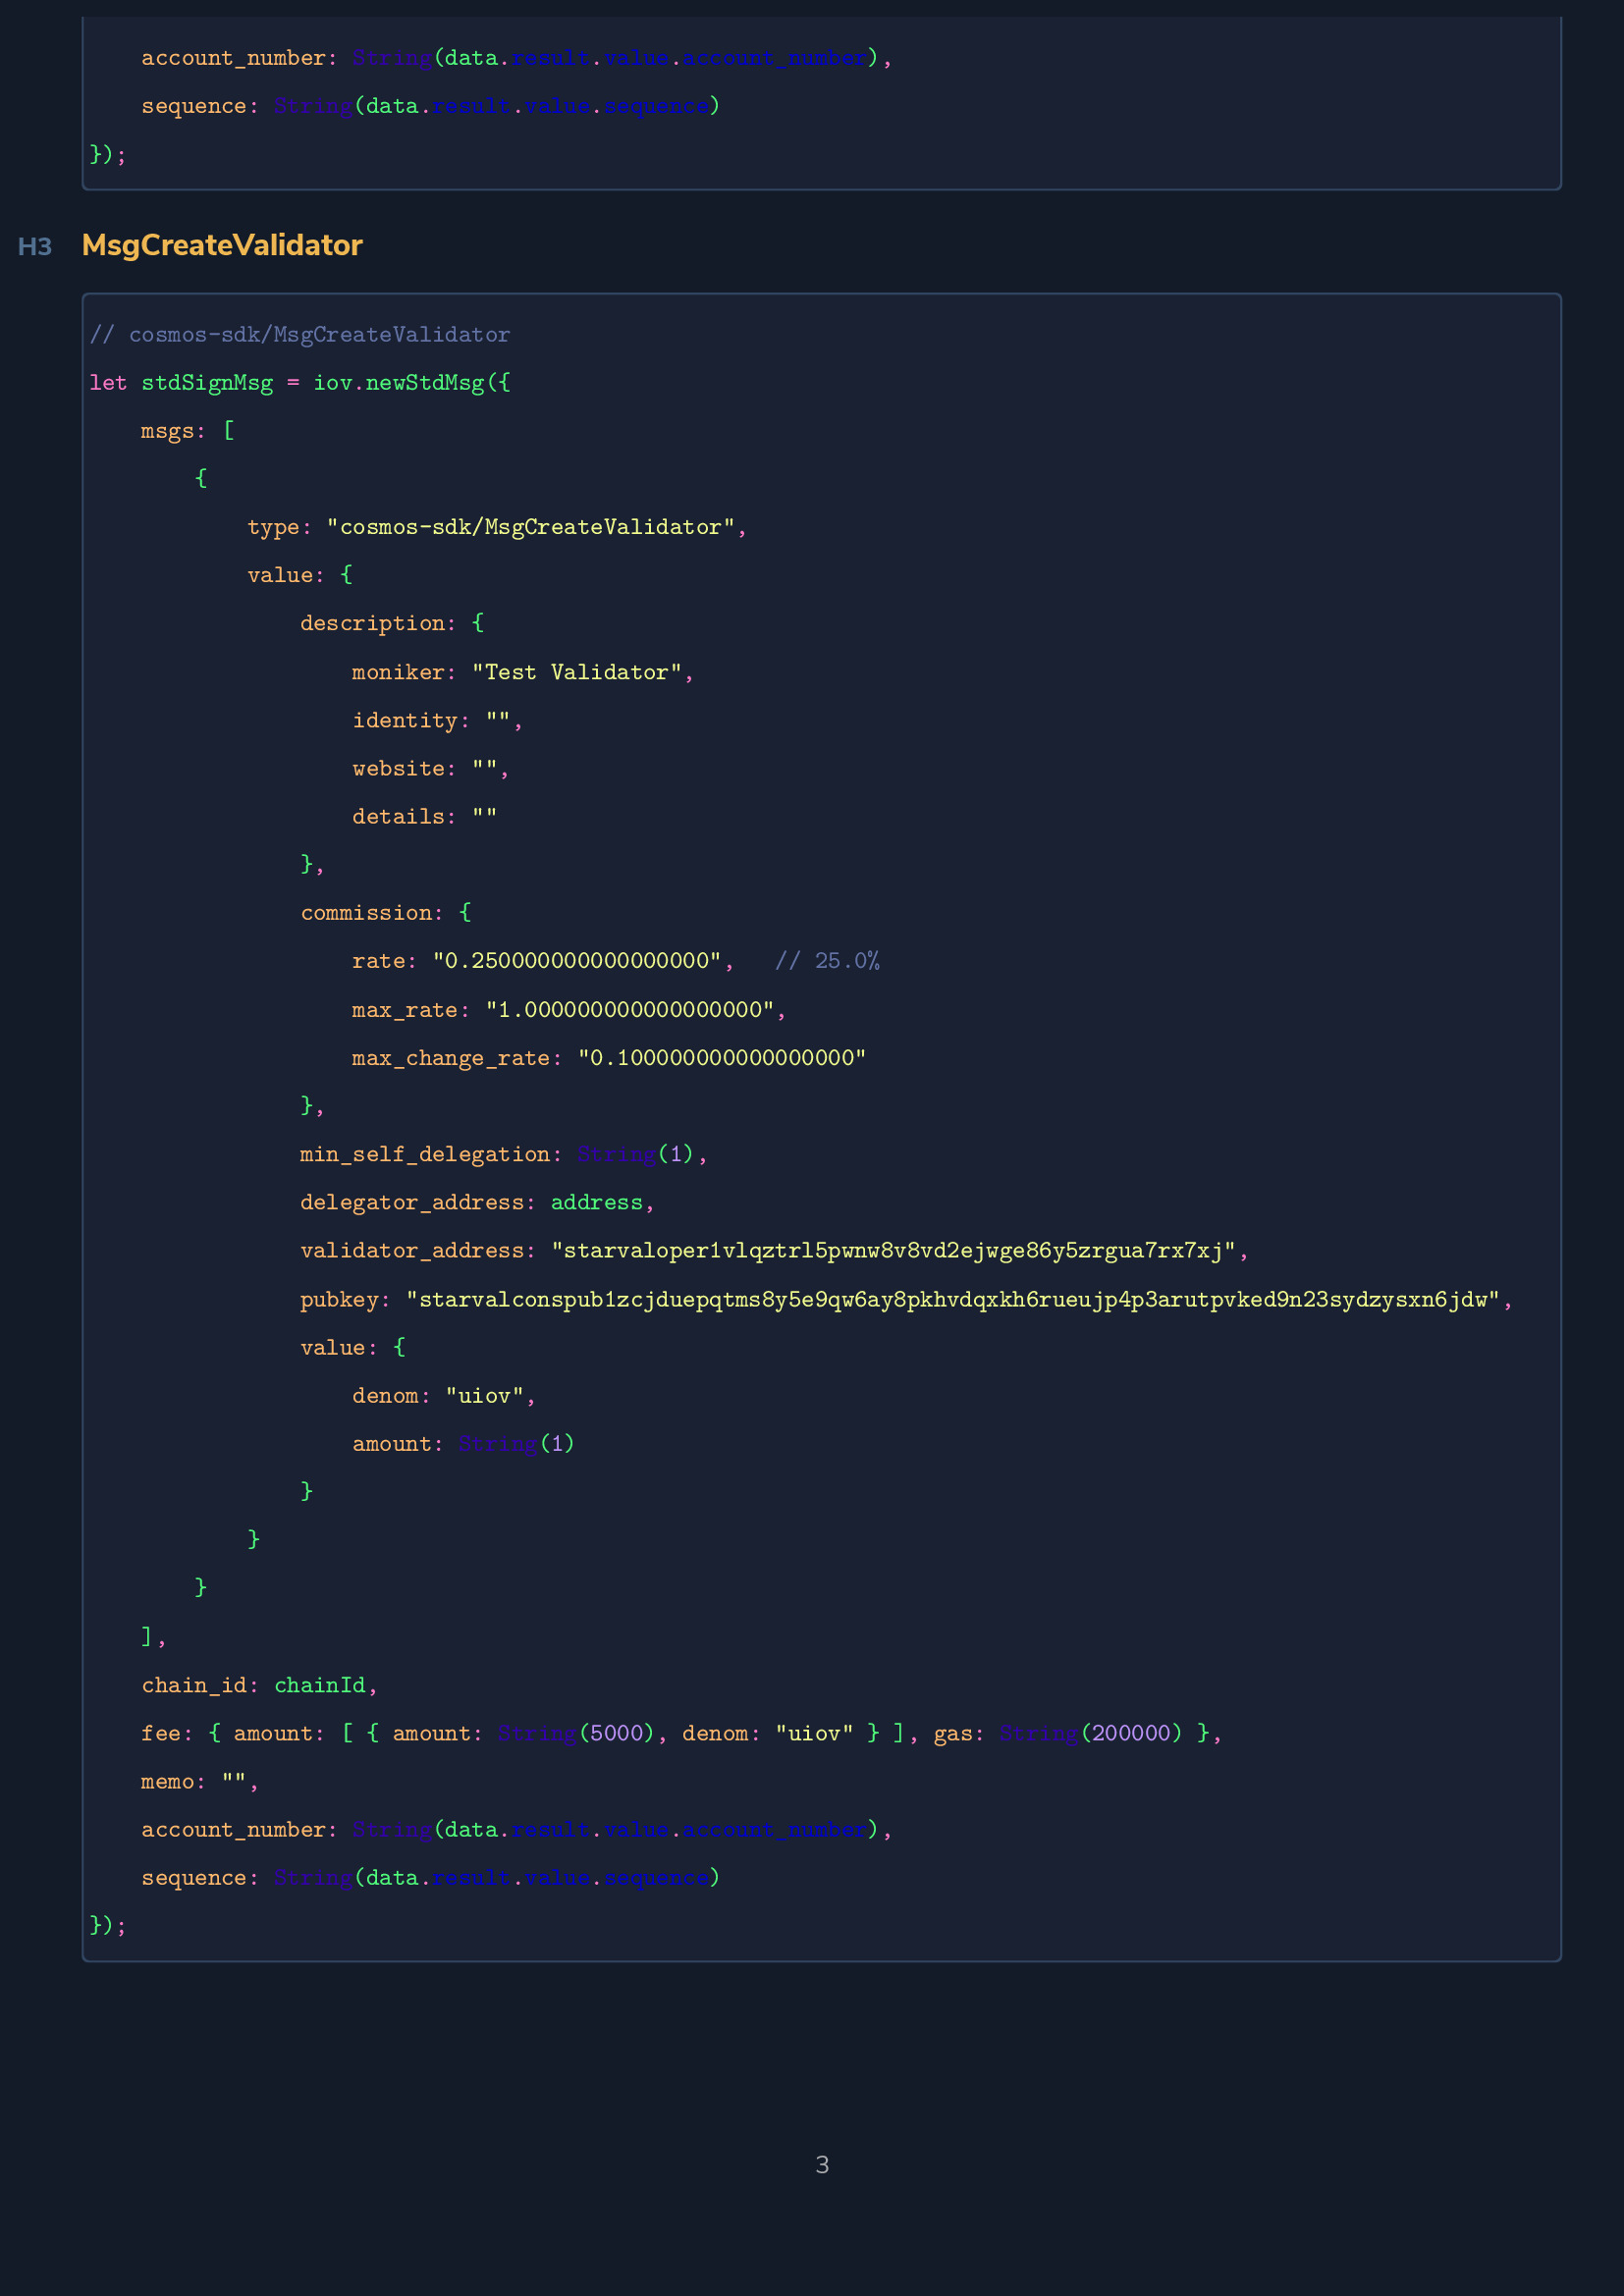 account_number: String(data.result.value.account_number),
    sequence: String(data.result.value.sequence)
});
H3 MsgCreateValidator
// cosmos-sdk/MsgCreateValidator
let stdSignMsg = iov.newStdMsg({
    msgs: [
        {
            type: "cosmos-sdk/MsgCreateValidator",
            value: {
                description: {
                    moniker: "Test Validator",
                    identity: "",
                    website: "",
                    details: ""
                },
                commission: {
                    rate: "0.250000000000000000",   // 25.0%
                    max_rate: "1.000000000000000000",
                    max_change_rate: "0.100000000000000000"
                },
                min_self_delegation: String(1),
                delegator_address: address,
                validator_address: "starvaloper1vlqztrl5pwnw8v8vd2ejwge86y5zrgua7rx7xj",
                pubkey: "starvalconspub1zcjduepqtms8y5e9qw6ay8pkhvdqxkh6rueujp4p3arutpvked9n23sydzysxn6jdw",
                value: {
                    denom: "uiov",
                    amount: String(1)
                }
            }
        }
    ],
    chain_id: chainId,
    fee: { amount: [ { amount: String(5000), denom: "uiov" } ], gas: String(200000) },
    memo: "",
    account_number: String(data.result.value.account_number),
    sequence: String(data.result.value.sequence)
});
3